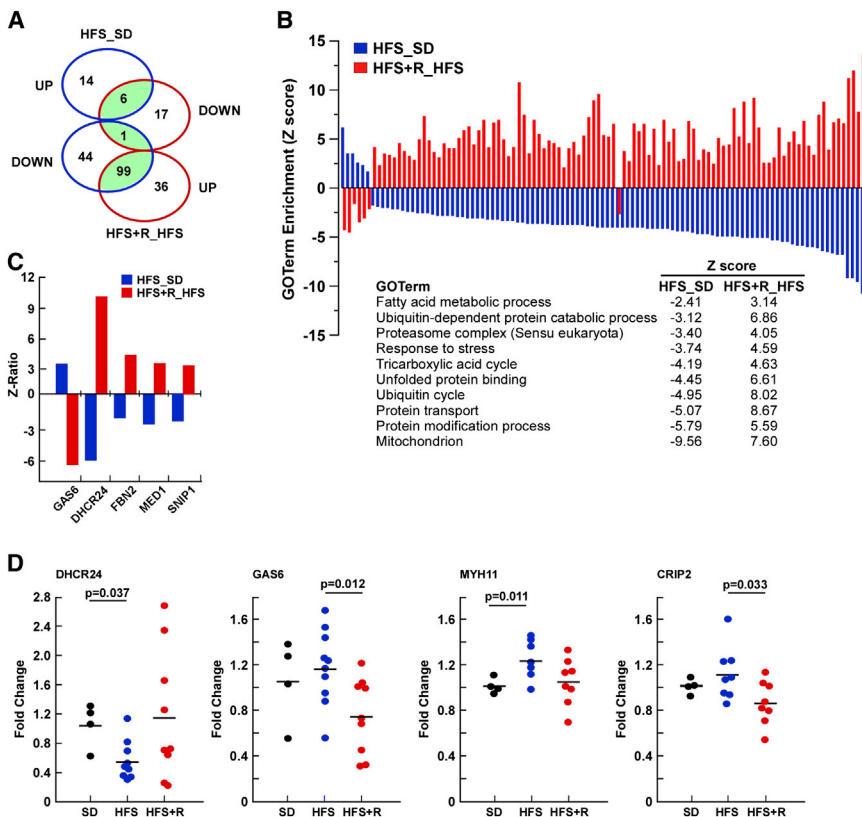 A
HFS_SD
UP
14
6
17
DOWN
1
DOWN
44
99
36
UP
HFS+R_HFS
B
HFS_SD
HFS+R_HFS
GOTerm Enrichment (Z score)
15
10
5
0
-5
-10
-15
Z score
GOTerm HFS_SD HFS+R_HFS
Fatty acid metabolic process -2.41 3.14
Ubiquitin-dependent protein catabolic process -3.12 6.86
Proteasome complex (Sensu eukaryota) -3.40 4.05
Response to stress -3.74 4.59
Tricarboxylic acid cycle -4.19 4.63
Unfolded protein binding -4.45 6.61
Ubiquitin cycle -4.95 8.02
Protein transport -5.07 8.67
Protein modification process -5.79 5.59
Mitochondrion -9.56 7.60
C
HFS_SD
HFS+R_HFS
Z-Ratio
12
9
6
3
0
-3
-6
GAS6
DHCR24
FBN2
MED1
SNIP1
D
DHCR24
p=0.037
Fold Change
2.8
2.4
2.0
1.6
1.2
0.8
0.4
0
SD HFS HFS+R
GAS6
p=0.012
Fold Change
1.6
1.2
0.8
0.4
0
SD HFS HFS+R
MYH11
p=0.011
Fold Change
1.6
1.2
0.8
0.4
0
SD HFS HFS+R
CRIP2
p=0.033
Fold Change
1.6
1.2
0.8
0.4
0
SD HFS HFS+R